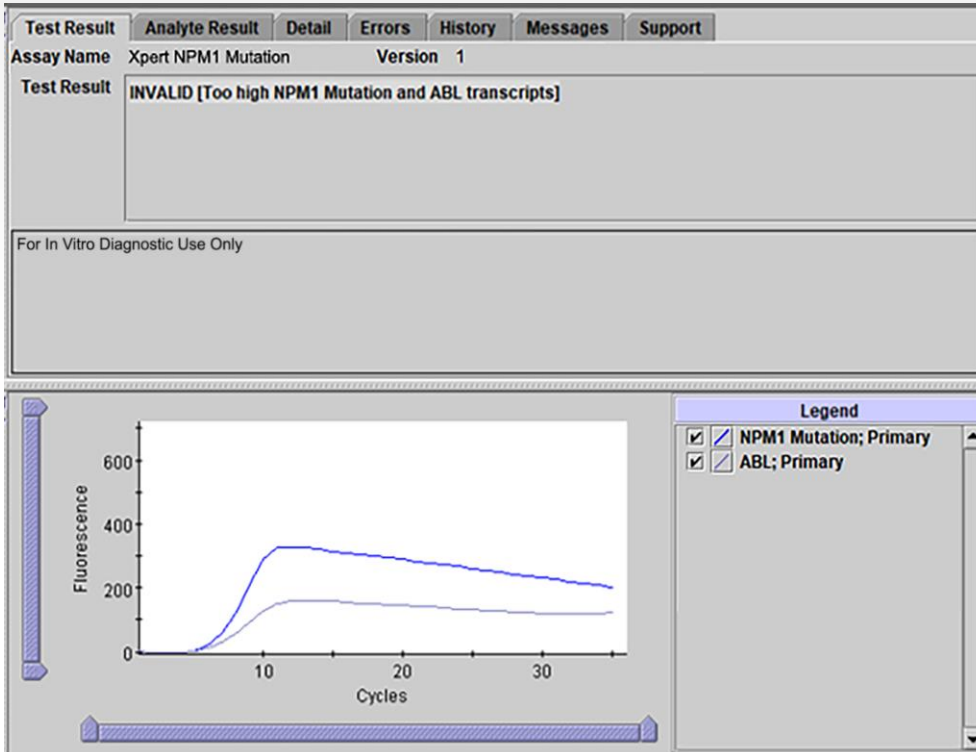 Test Result Analyte Result Detail Errors History Messages Support
Assay Name Xpert NPM1 Mutation Version 1
Test Result INVALID [Too high NPM1 Mutation and ABL transcripts]
For In Vitro Diagnostic Use Only
Legend
NPM1 Mutation; Primary
ABL; Primary
Fluorescence
600
400
200
0
10 20 30
Cycles